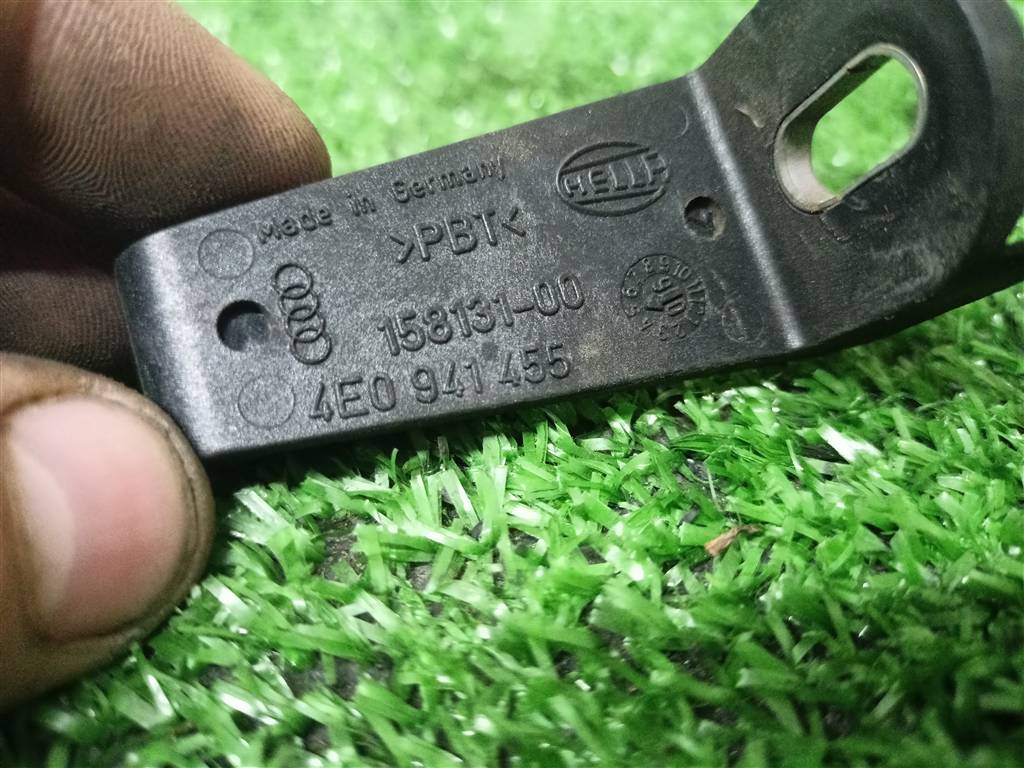 Made in Germany
HELLA
>PBT<
158131-00
4E0 941 455